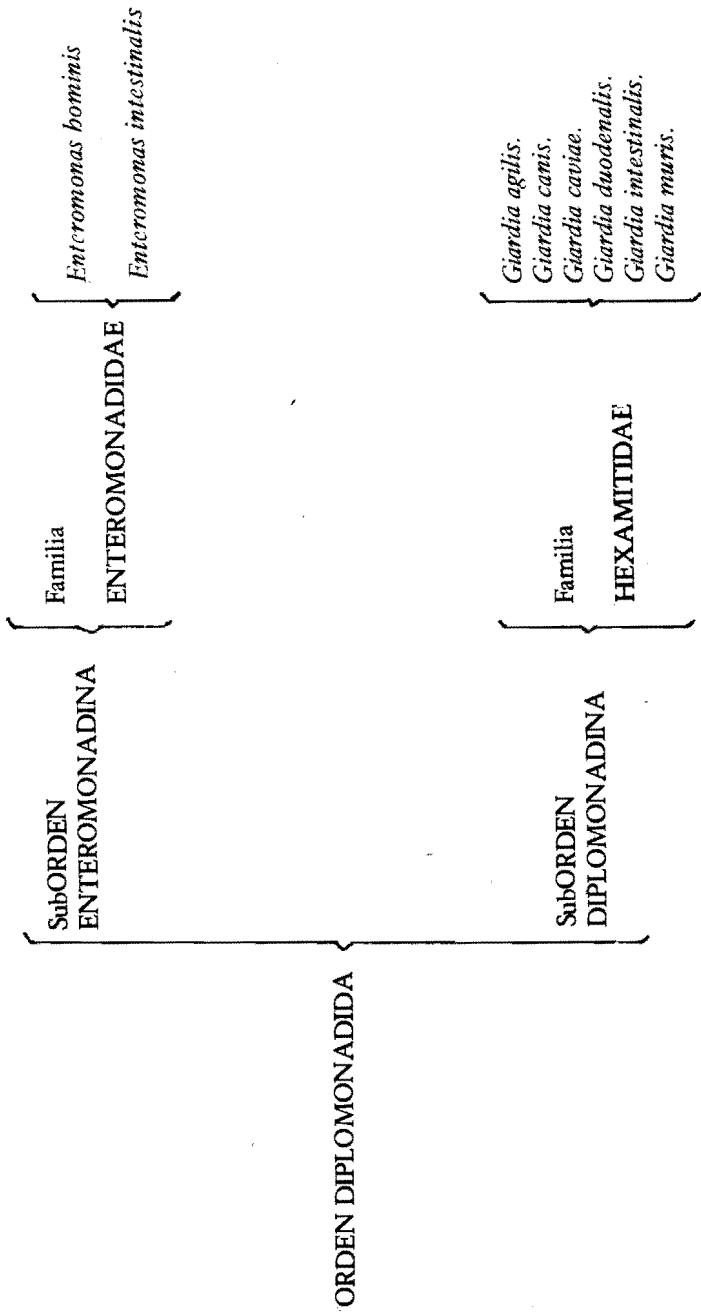 ORDEN DIPLOMONADIDA
SubORDEN
ENTEROMONADINA
Familia
ENTEROMONADIDAE
Enteromonas hominis
Enteromonas intestinalis
SubORDEN
DIPLOMONADINA
Familia
HEXAMITIDAE
Giardia agilis.
Giardia canis.
Giardia caviae.
Giardia duodenalis.
Giardia intestinalis.
Giardia muris.